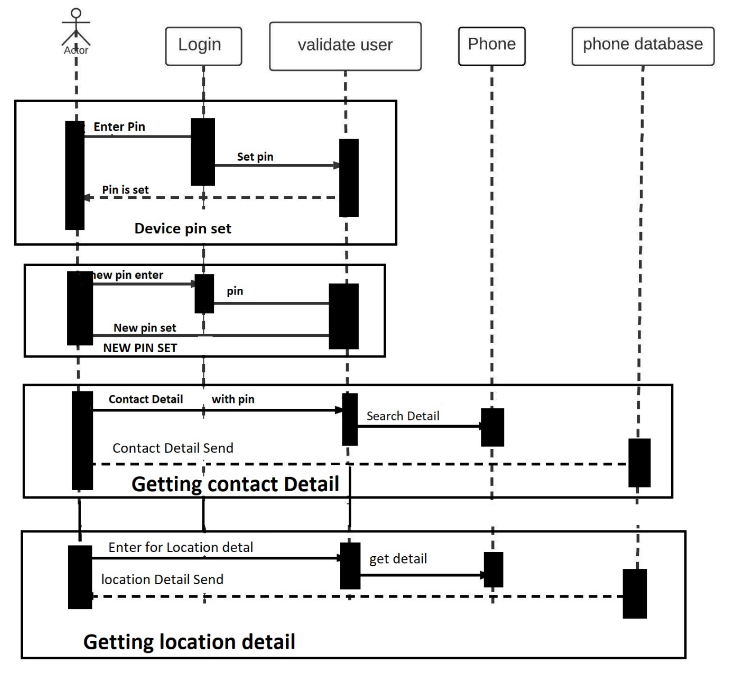 Login
validate user
Phone
phone database
Actor
Enter Pin
Set pin
Pin is set
Device pin set
new pin enter
pin
New pin set
NEW PIN SET
Contact Detail with pin
Search Detail
Contact Detail Send
Getting contact Detail
Enter for Location detal
get detail
location Detail Send
Getting location detail